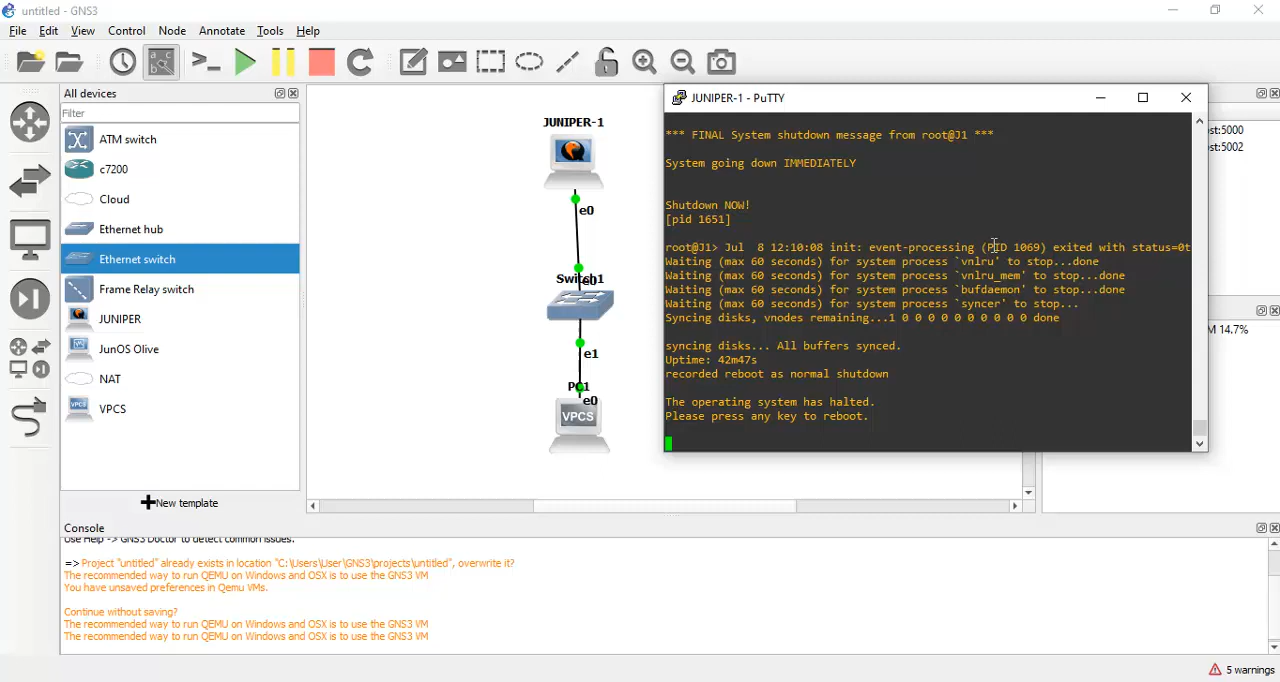 untitled - GNS3
File Edit View Control Node Annotate Tools Help
All devices
Filter
ATM switch
c7200
Cloud
Ethernet hub
Ethernet switch
Frame Relay switch
JUNIPER
JunOS Olive
NAT
VPCS
New template
JUNIPER-1
e0
Switch1
e0
e1
PC1
e0
VPCS
JUNIPER-1 - PuTTY
*** FINAL System shutdown message from root@J1 ***
System going down IMMEDIATELY
Shutdown NOW!
[pid 1651]
root@J1> Jul  8 12:10:08 init: event-processing (PID 1069) exited with status=0t
Waiting (max 60 seconds) for system process `vnlru' to stop...done
Waiting (max 60 seconds) for system process `vnlru_mem' to stop...done
Waiting (max 60 seconds) for system process `bufdaemon' to stop...done
Waiting (max 60 seconds) for system process `syncer' to stop...
Syncing disks, vnodes remaining...1 0 0 0 0 0 0 0 0 0 0 done
syncing disks... All buffers synced.
Uptime: 42m47s
recorded reboot as normal shutdown
The operating system has halted.
Please press any key to reboot.
st:5000
st:5002
M 14.7%
Console
Use Help -> GNS3 Doctor to detect common issues.
=> Project "untitled" already exists in location "C:\Users\User\GNS3\projects\untitled", overwrite it?
The recommended way to run QEMU on Windows and OSX is to use the GNS3 VM
You have unsaved preferences in Qemu VMs.
Continue without saving?
The recommended way to run QEMU on Windows and OSX is to use the GNS3 VM
The recommended way to run QEMU on Windows and OSX is to use the GNS3 VM
5 warnings